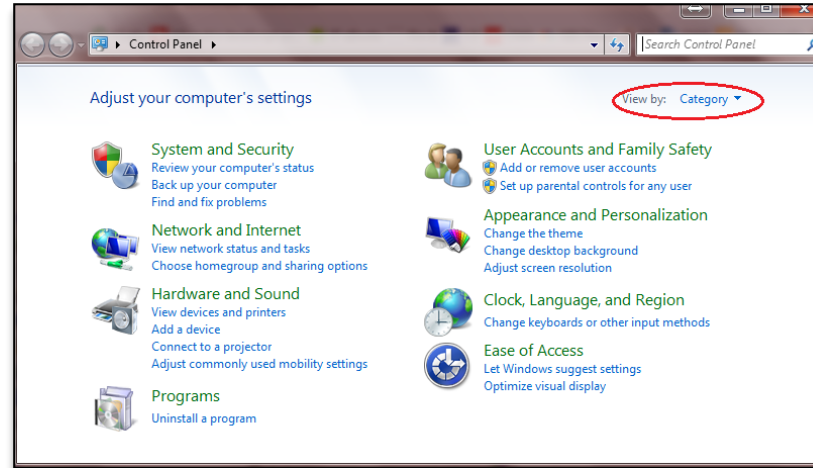 Control Panel
Search Control Panel
Adjust your computer's settings
View by: Category
System and Security
Review your computer's status
Back up your computer
Find and fix problems
Network and Internet
View network status and tasks
Choose homegroup and sharing options
Hardware and Sound
View devices and printers
Add a device
Connect to a projector
Adjust commonly used mobility settings
Programs
Uninstall a program
User Accounts and Family Safety
Add or remove user accounts
Set up parental controls for any user
Appearance and Personalization
Change the theme
Change desktop background
Adjust screen resolution
Clock, Language, and Region
Change keyboards or other input methods
Ease of Access
Let Windows suggest settings
Optimize visual display